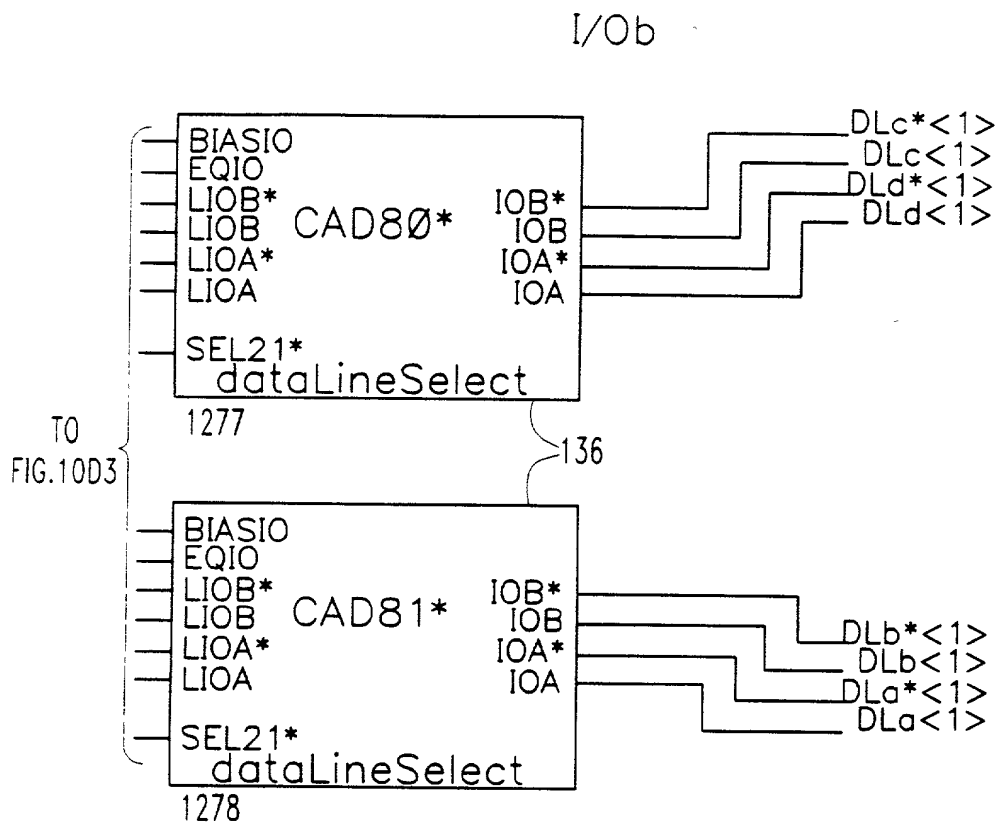 I/Ob
BIASIO
EQIO
LIOB*
LIOB
LIOA*
LIOA
SEL21*
CAD80*
IOB*
IOB
IOA*
IOA
dataLineSelect
1277
DLc*<1>
DLc<1>
DLd*<1>
DLd<1>
TO
FIG.10D3
136
BIASIO
EQIO
LIOB*
LIOB
LIOA*
LIOA
SEL21*
CAD81*
IOB*
IOB
IOA*
IOA
dataLineSelect
1278
DLb*<1>
DLb<1>
DLa*<1>
DLa<1>